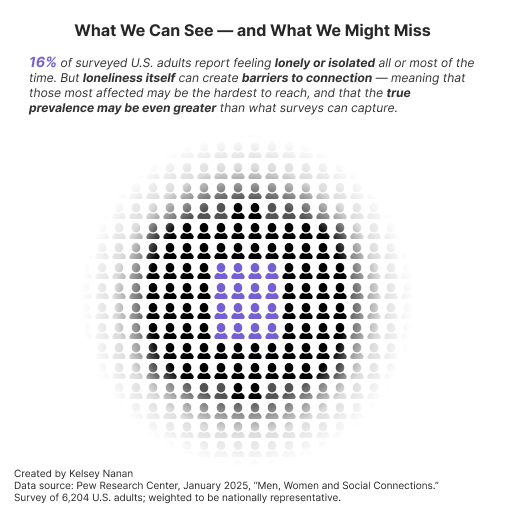 What We Can See — and What We Might Miss
16% of surveyed U.S. adults report feeling lonely or isolated all or most of the
time. But loneliness itself can create barriers to connection — meaning that
those most affected may be the hardest to reach, and that the true
prevalence may be even greater than what surveys can capture.
Created by Kelsey Nanan
Data source: Pew Research Center, January 2025, “Men, Women and Social Connections.”
Survey of 6,204 U.S. adults; weighted to be nationally representative.